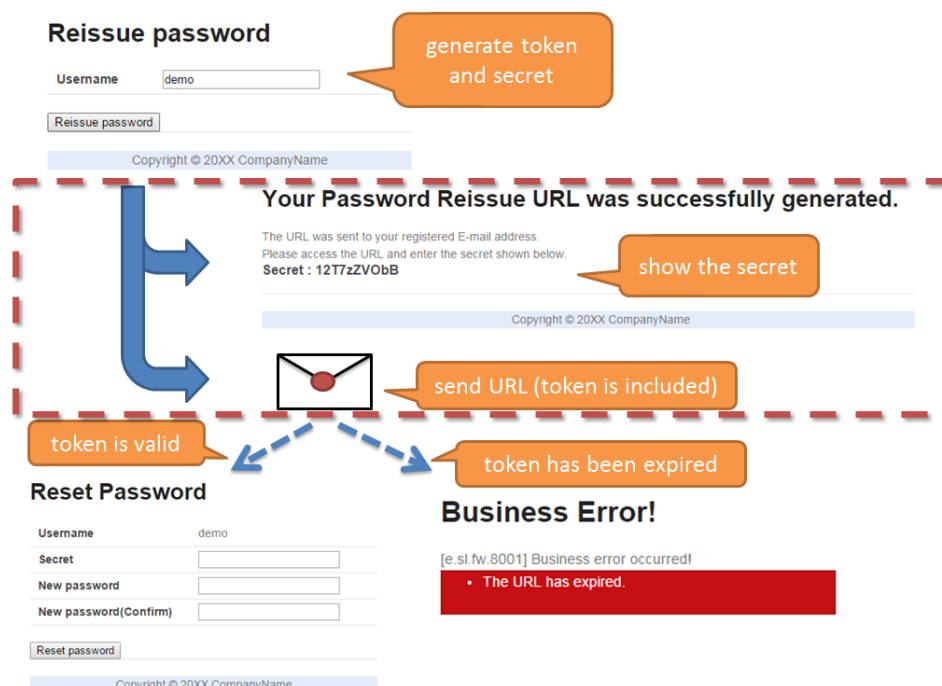 Reissue password
generate token
and secret
Username
demo
Reissue password
Copyright © 20XX CompanyName
Your Password Reissue URL was successfully generated.
The URL was sent to your registered E-mail address.
Please access the URL and enter the secret shown below.
Secret : 12T7zZVObB
show the secret
Copyright © 20XX CompanyName
send URL (token is included)
token is valid
token has been expired
Reset Password
Username demo
Secret
New password
New password(Confirm)
Reset password
Copyright © 20XX CompanyName
Business Error!
[e.sl.fw.8001] Business error occurred!
• The URL has expired.